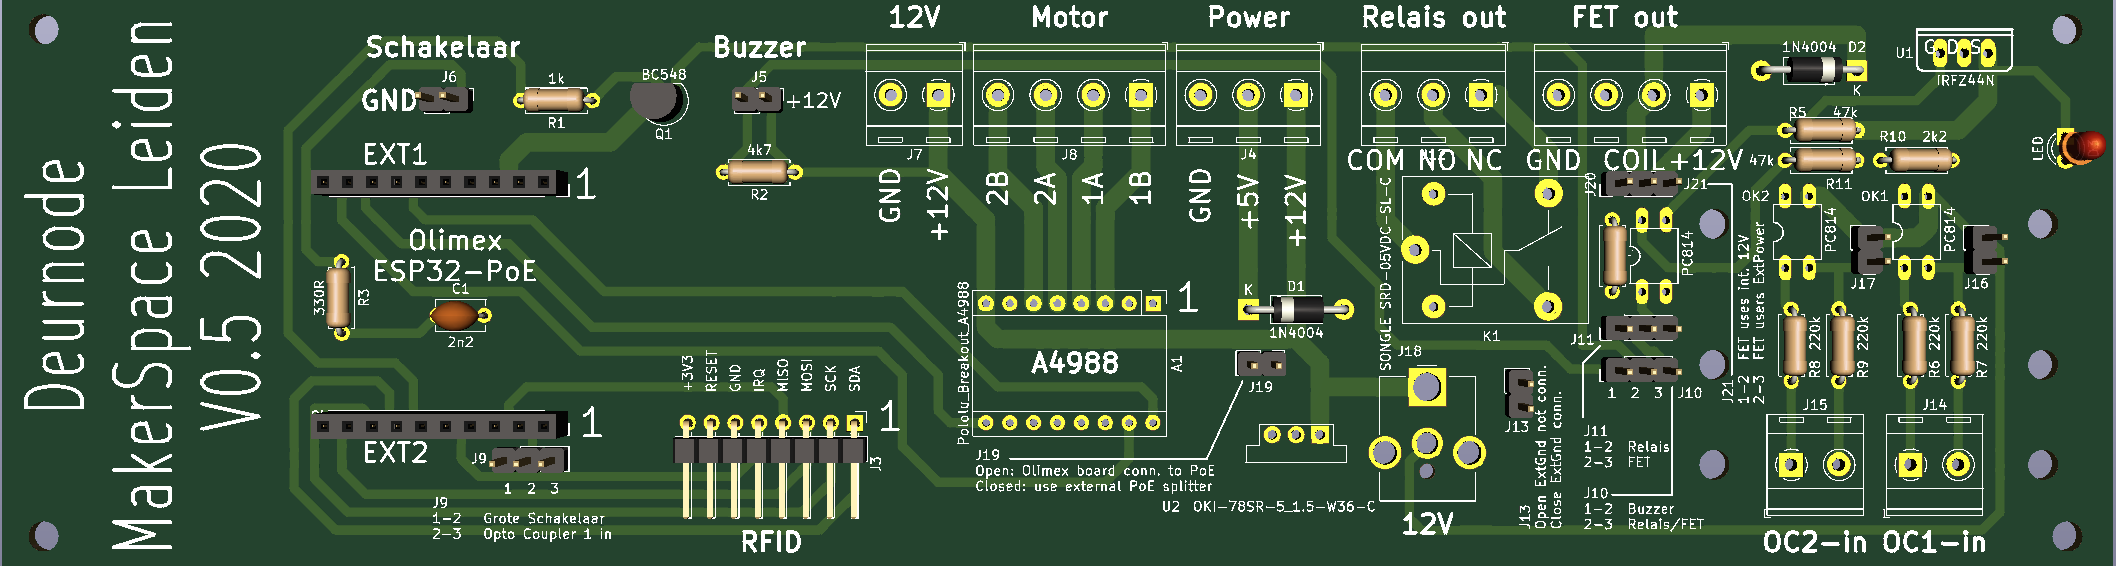 Deurnode
MakerSpace Leiden
V0.5 2020
Schakelaar
J6
GND
1k
R1
BC548
Q1
Buzzer
J5
+12V
4k7
R2
EXT1
1
Olimex
ESP32-PoE
C1
2n2
330R
R3
EXT2
1
J9
1 2 3
J9
1-2 Grote Schakelaar
2-3 Opto Coupler 1 in
+3V3
RESET
GND
IRQ
MISO
MOSI
SCK
SDA
1
J3
RFID
12V
J7
GND
+12V
Motor
J8
2B
2A
1A
1B
Pololu_Breakout_A4988
1
A4988
A1
Power
J4
GND
+5V
+12V
K
D1
1N4004
J19
J19
Open: Olimex board conn. to PoE
Closed: use external PoE splitter
U2 OKI-78SR-5_1.5-W36-C
Relais out
COM NO NC
SONGLE SRD-05VDC-SL-C
K1
J18
12V
J13
J13
Open ExtGnd not conn.
Close ExtGnd conn.
FET out
GND COIL +12V
J20
J21
PC814
J11
1 2 3
J10
J11
1-2 Relais
2-3 FET
J10
1-2 Buzzer
2-3 Relais/FET
J21
1-2 FET uses int. 12V
2-3 FET users ExtPower
1N4004 D2
K
U1
G D S
IRFZ44N
R5 47k
47k
R11
R10 2k2
LED
OK2
PC814
J17
OK1
PC814
J16
R8 220k
R9 220k
R6 220k
R7 220k
J15
J14
OC2-in
OC1-in